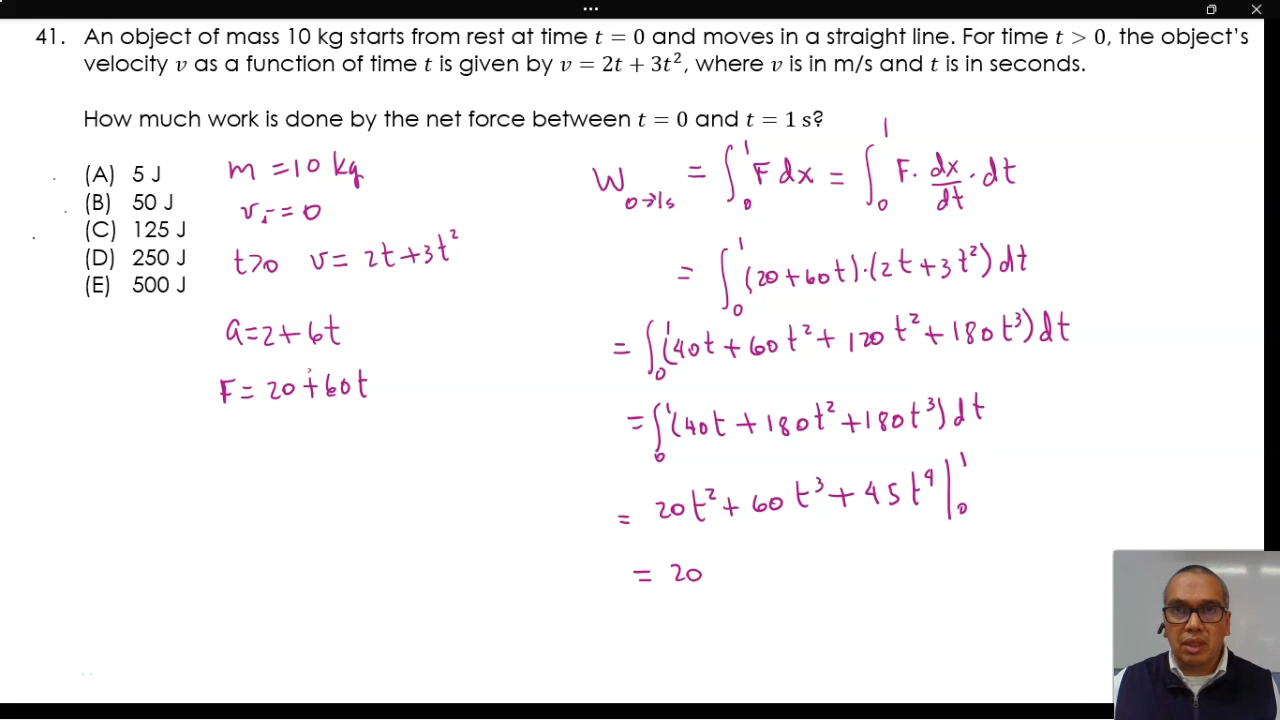 41. An object of mass 10 kg starts from rest at time t = 0 and moves in a straight line. For time t > 0, the object's
velocity v as a function of time t is given by v = 2t + 3t², where v is in m/s and t is in seconds.
How much work is done by the net force between t = 0 and t = 1 s?
(A) 5 J
(B) 50 J
(C) 125 J
(D) 250 J
(E) 500 J
m = 10 kg
v = 0
t>0 v = 2t+3t²
a = 2 + 6t
F = 20 + 60t
W 0→1s = ∫₀¹ F dx = ∫₀¹ F · dx/dt · dt
= ∫₀¹ (20+60t)·(2t+3t²) dt
= ∫₀¹ (40t + 60t² + 120t² + 180t³) dt
= ∫₀¹ (40t + 180t² + 180t³) dt
= 20t² + 60t³ + 45t⁴ |₀¹
= 20